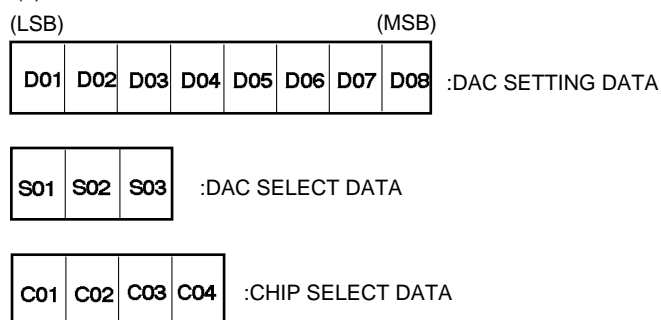 (LSB) (MSB)
D01 D02 D03 D04 D05 D06 D07 D08 :DAC SETTING DATA
S01 S02 S03 :DAC SELECT DATA
C01 C02 C03 C04 :CHIP SELECT DATA